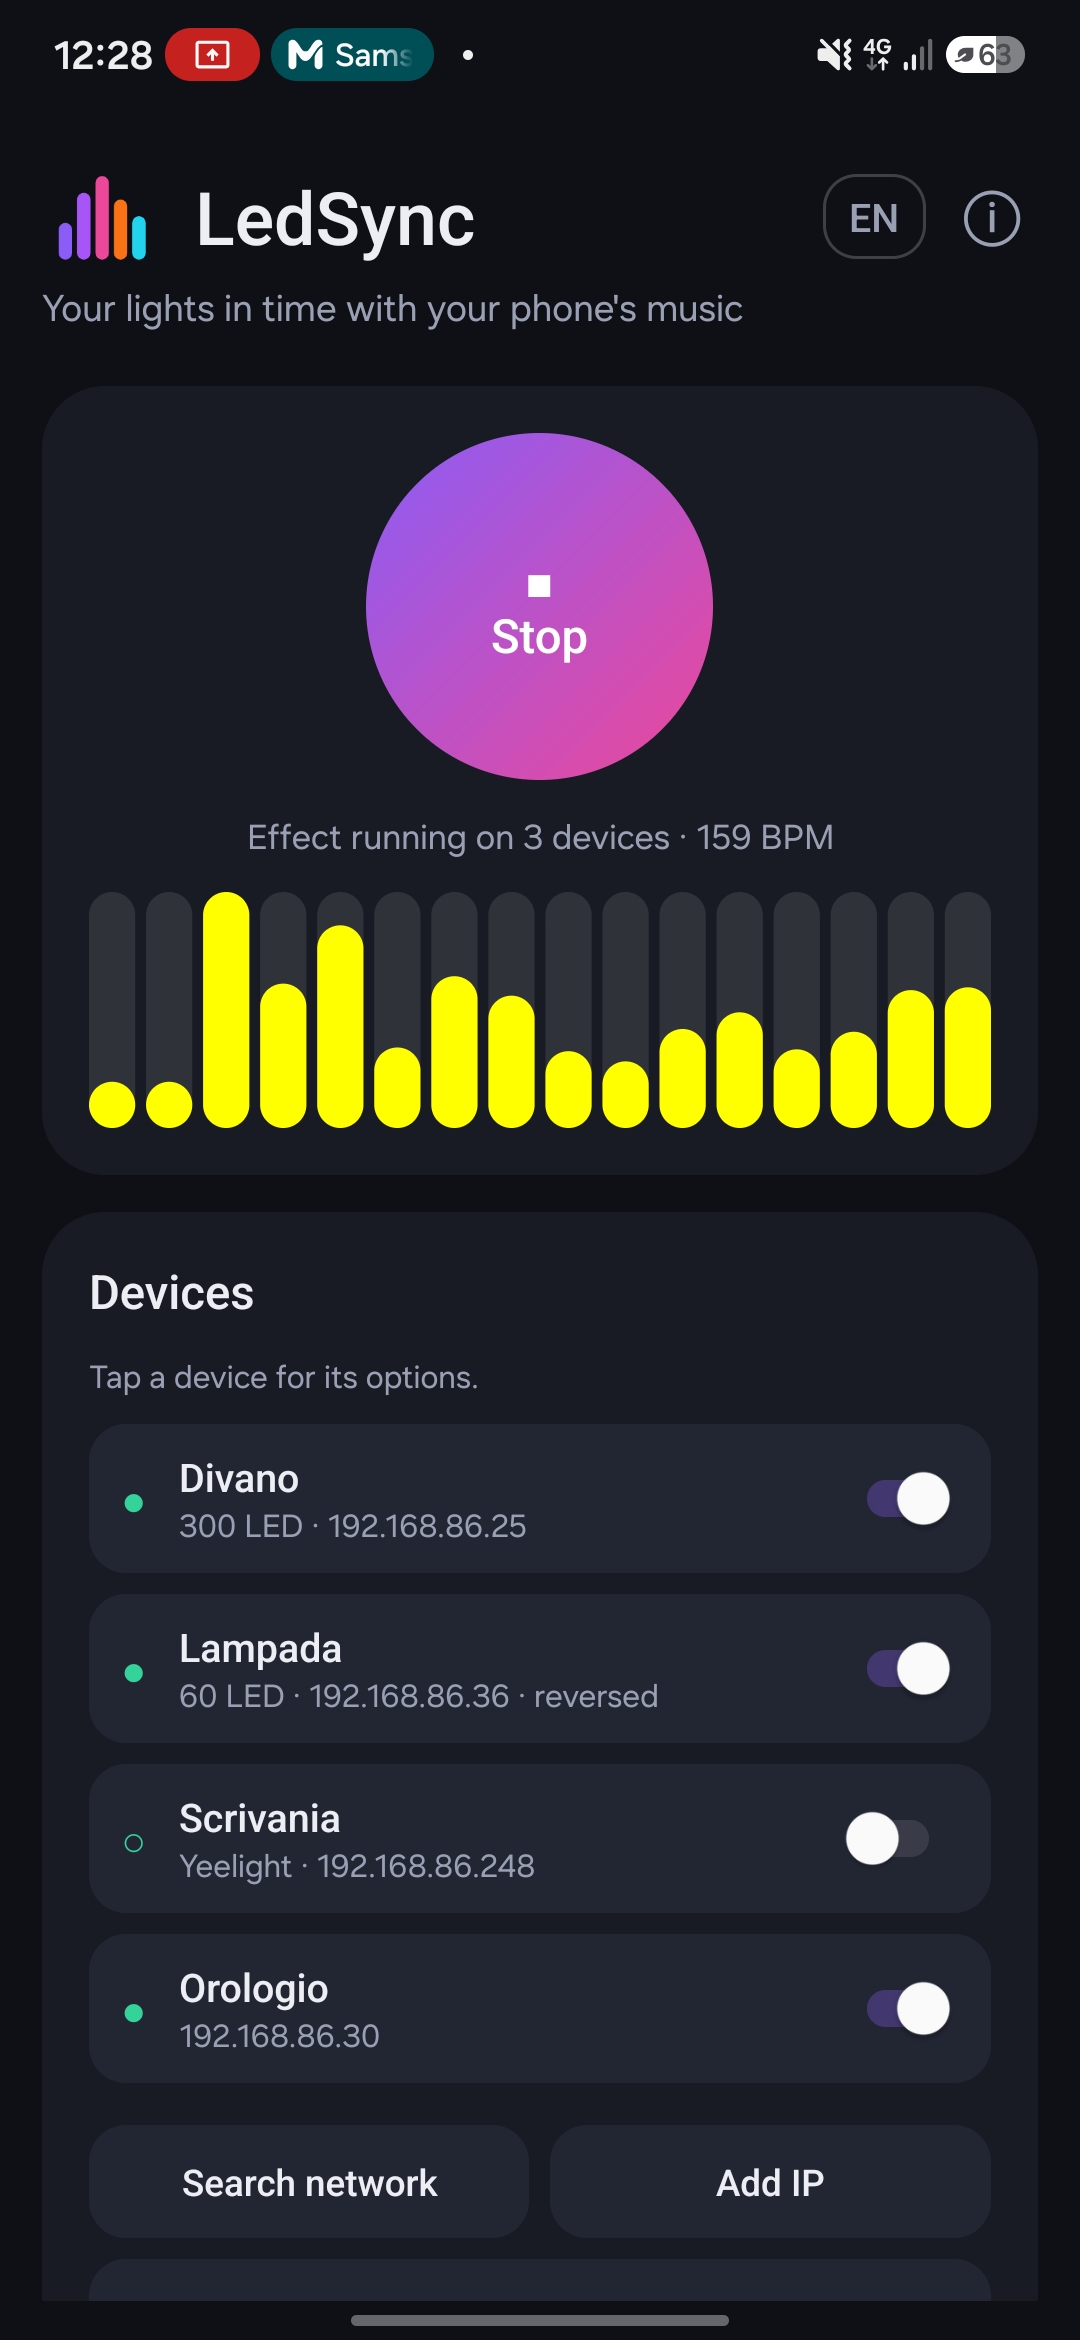 12:28
Sams
4G
63
LedSync
EN
Your lights in time with your phone's music
Stop
Effect running on 3 devices · 159 BPM
Devices
Tap a device for its options.
Divano
300 LED · 192.168.86.25
Lampada
60 LED · 192.168.86.36 · reversed
Scrivania
Yeelight · 192.168.86.248
Orologio
192.168.86.30
Search network
Add IP